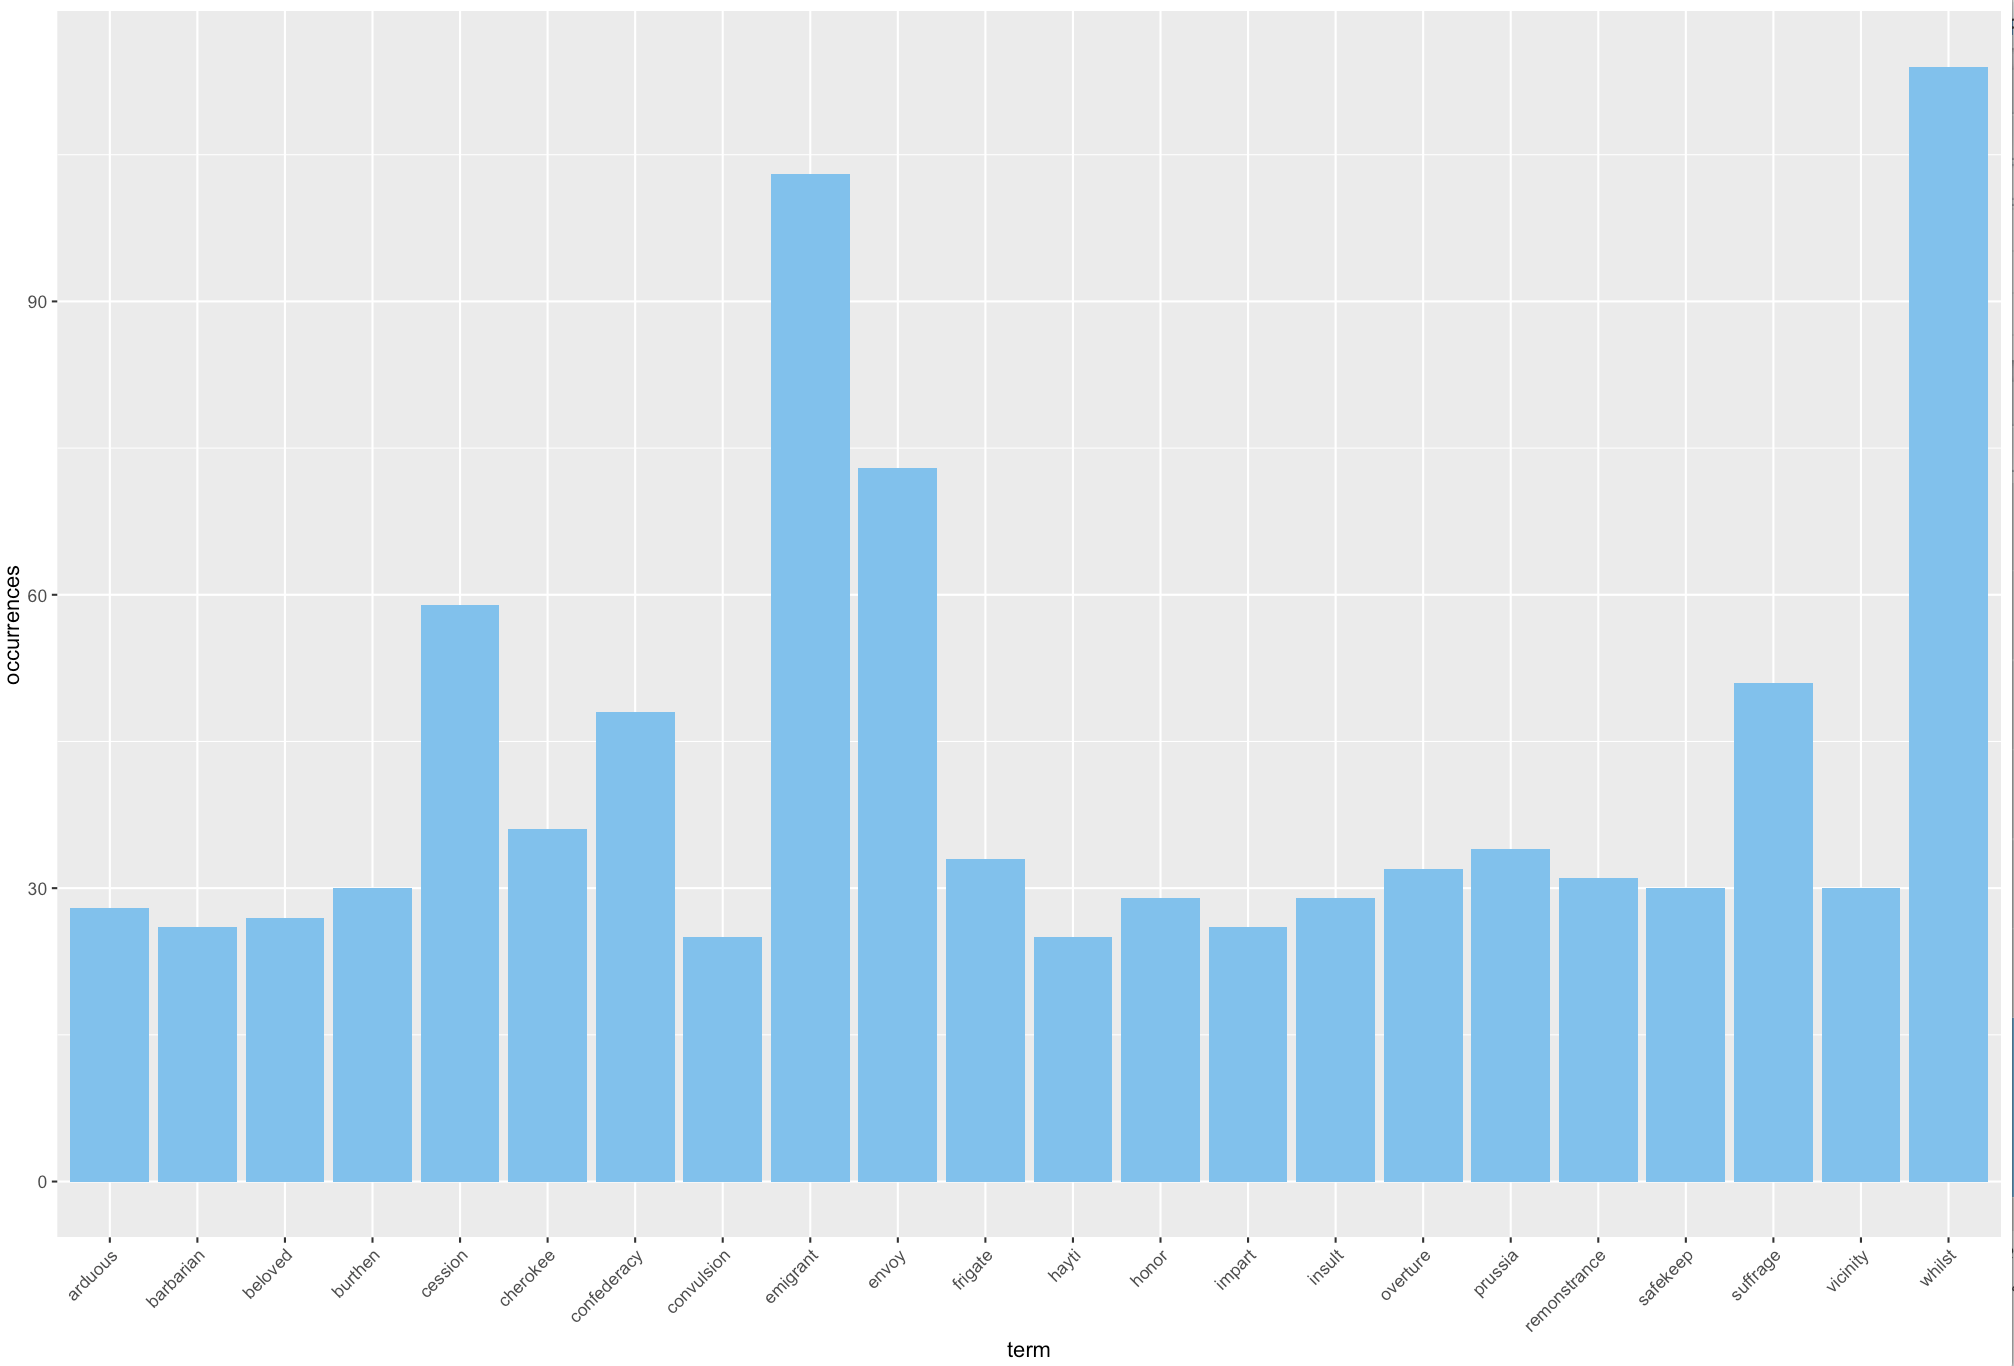 occurrences
90
60
30
0
arduous
barbarian
beloved
burthen
cession
cherokee
confederacy
convulsion
emigrant
envoy
frigate
hayti
honor
impart
insult
overture
prussia
remonstrance
safekeep
suffrage
vicinity
whilst
term